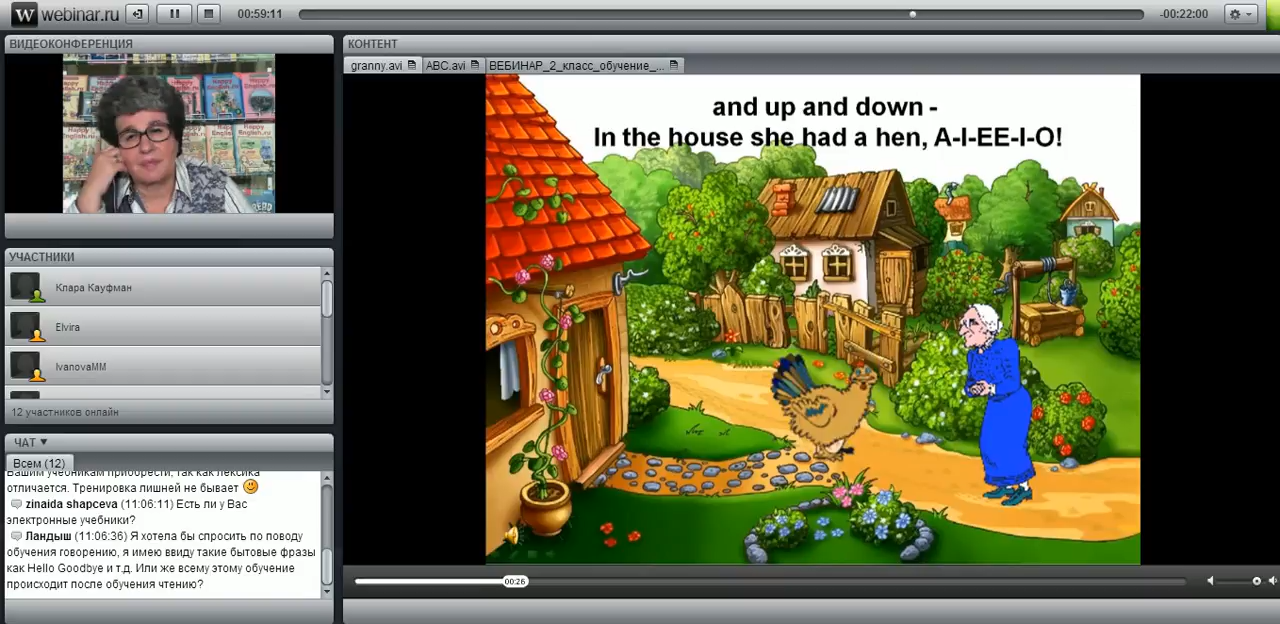 webinar.ru
00:59:11
-00:22:00
ВИДЕОКОНФЕРЕНЦИЯ
КОНТЕНТ
granny.avi
ABC.avi
ВЕБИНАР_2_класс_обучение_...
and up and down -
In the house she had a hen, A-I-EE-I-O!
00:26
УЧАСТНИКИ
Клара Кауфман
Elvira
IvanovaMM
12 участников онлайн
ЧАТ
Всем (12)
Вашим учебникам приобрести, так как лексика
отличается. Тренировка лишней не бывает
zinaida shapceva (11:06:11) Есть ли у Вас
электронные учебники?
Ландыш (11:06:36) Я хотела бы спросить по поводу
обучения говорению, я имею ввиду такие бытовые фразы
как Hello Goodbye и т.д. Или же всему этому обучение
происходит после обучения чтению?